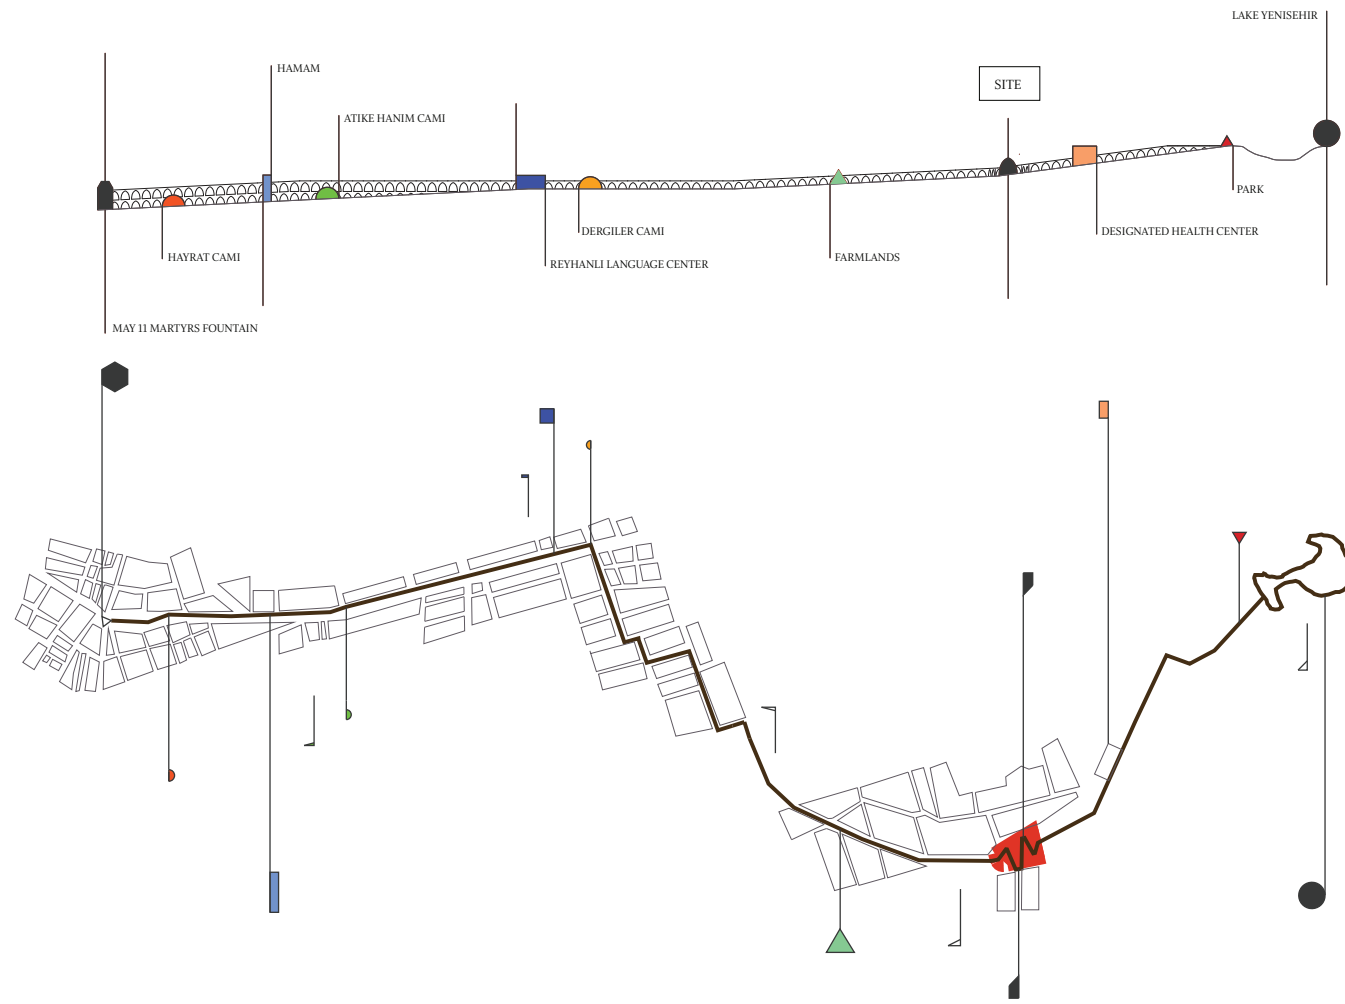 LAKE YENISEHIR
HAMAM
SITE
ATIKE HANIM CAMI
PARK
DERGILER CAMI
DESIGNATED HEALTH CENTER
HAYRAT CAMI
REYHANLI LANGUAGE CENTER
FARMLANDS
MAY 11 MARTYRS FOUNTAIN